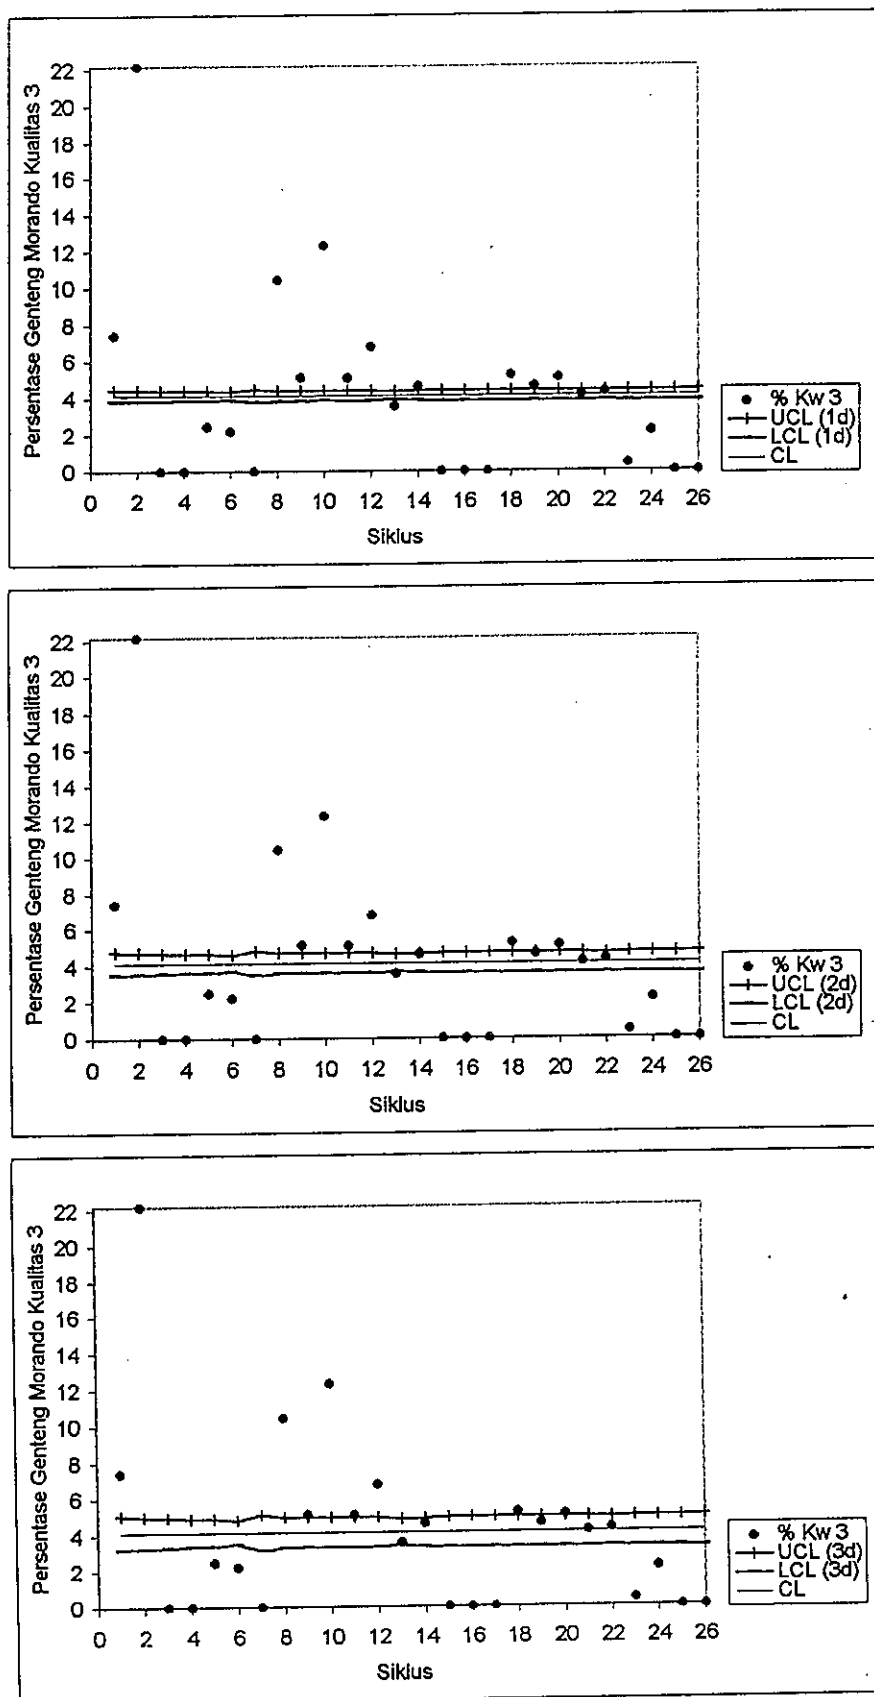 Persentase Genteng Morando Kualitas 3
22
20
18
16
14
12
10
8
6
4
2
0
0 2 4 6 8 10 12 14 16 18 20 22 24 26
Siklus
% Kw 3
UCL (1d)
LCL (1d)
CL
Persentase Genteng Morando Kualitas 3
22
20
18
16
14
12
10
8
6
4
2
0
0 2 4 6 8 10 12 14 16 18 20 22 24 26
Siklus
% Kw 3
UCL (2d)
LCL (2d)
CL
Persentase Genteng Morando Kualitas 3
22
20
18
16
14
12
10
8
6
4
2
0
0 2 4 6 8 10 12 14 16 18 20 22 24 26
Siklus
% Kw 3
UCL (3d)
LCL (3d)
CL